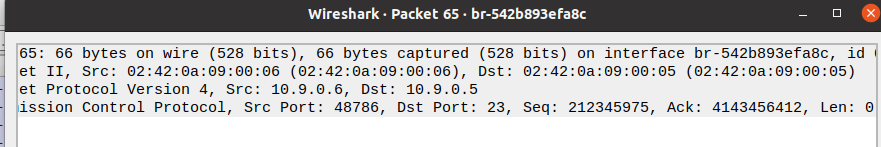 Wireshark · Packet 65 · br-542b893efa8c
65: 66 bytes on wire (528 bits), 66 bytes captured (528 bits) on interface br-542b893efa8c, id
et II, Src: 02:42:0a:09:00:06 (02:42:0a:09:00:06), Dst: 02:42:0a:09:00:05 (02:42:0a:09:00:05)
et Protocol Version 4, Src: 10.9.0.6, Dst: 10.9.0.5
ission Control Protocol, Src Port: 48786, Dst Port: 23, Seq: 212345975, Ack: 4143456412, Len: 0